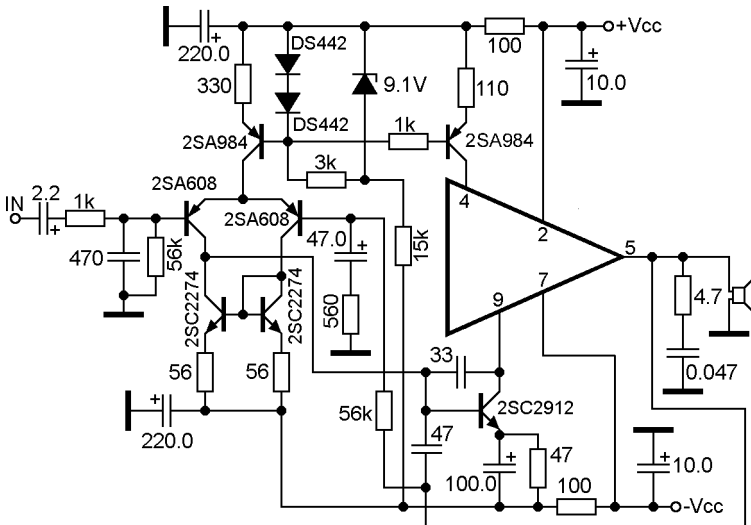 DS442
220.0
100
+Vcc
+
+
330
9.1V
110
10.0
DS442
2SA984
1k
2SA984
3k
2SA608
4
IN
2.2
1k
2SA608
+
2
15k
47.0
+
5
470
56k
7
4.7
2SC2274
2SC2274
560
9
33
0.047
56
56
2SC2912
+
56k
220.0
47
+
47
+
10.0
100.0
100
-Vcc